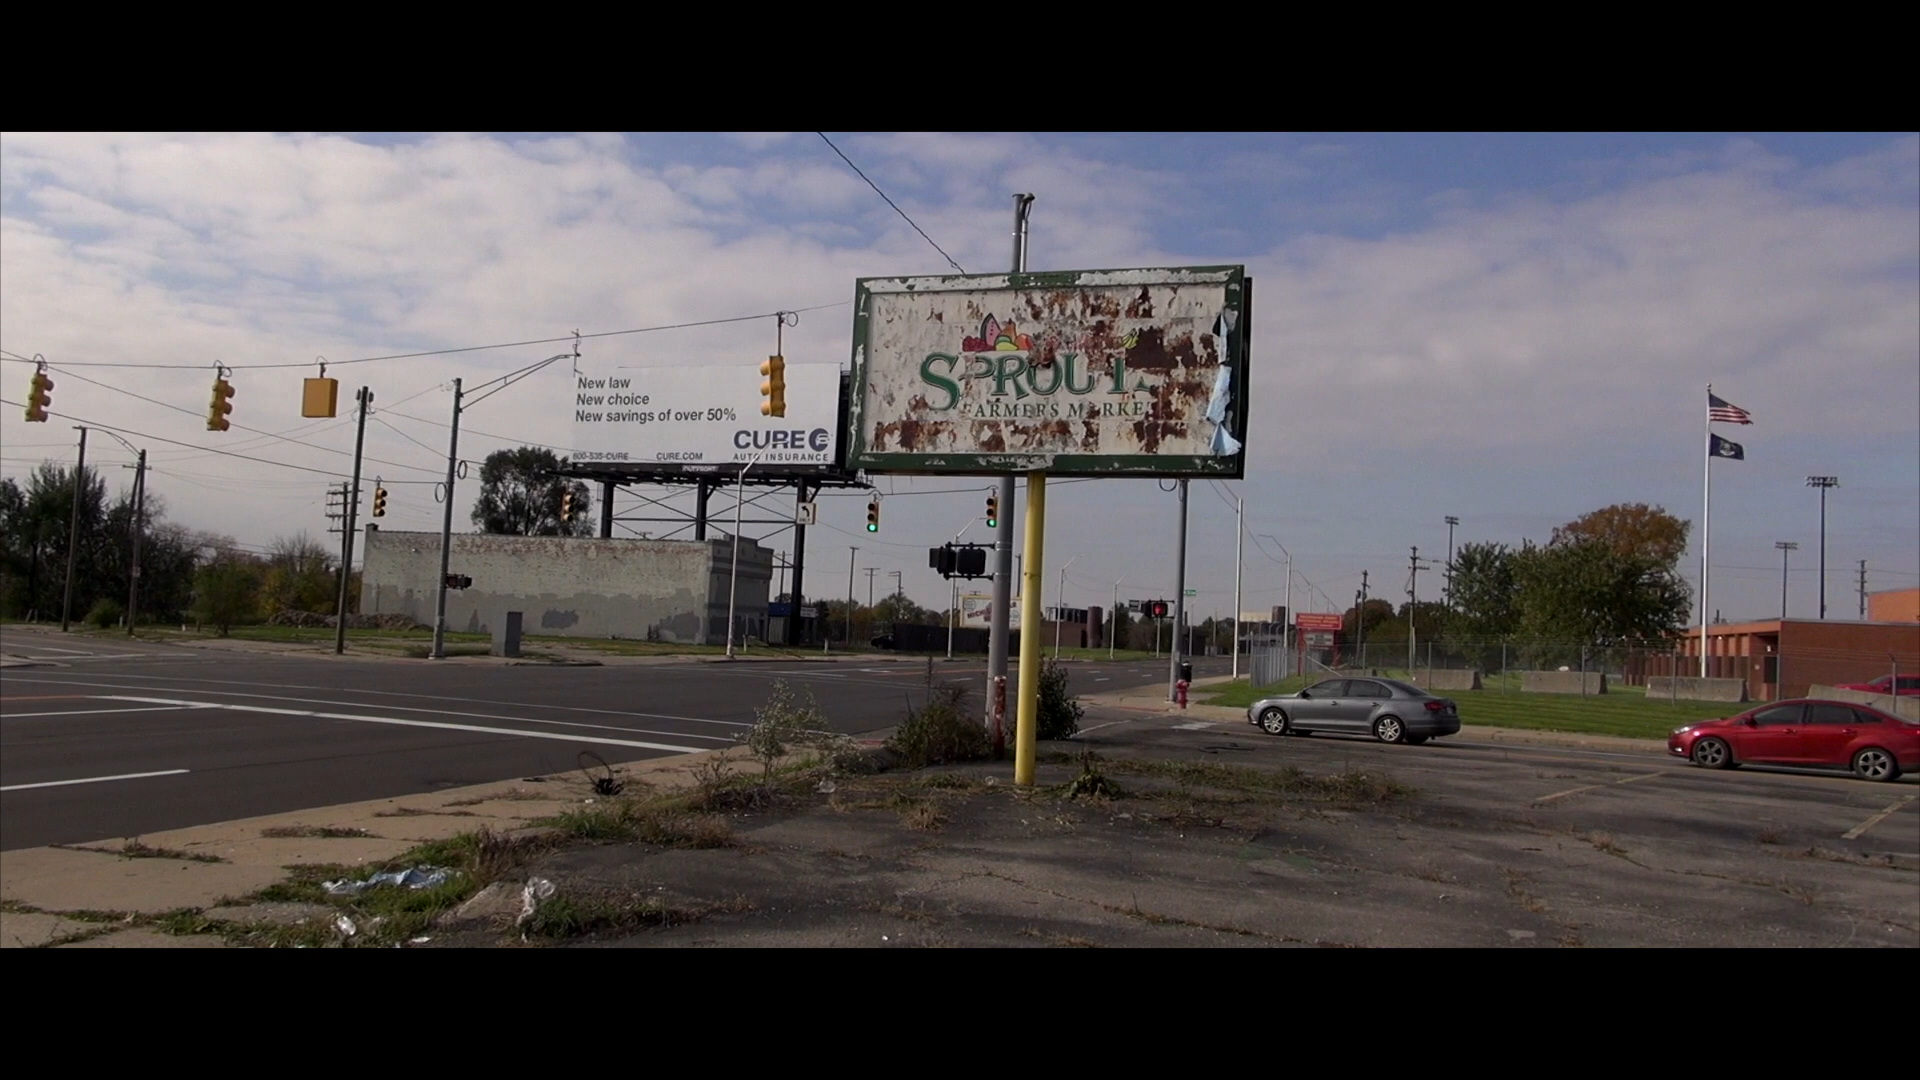 New law
New choice
New savings of over 50%
CURE
AUTO INSURANCE
800-535-CURE CURE.COM
SPROUT
FARMERS MARKE